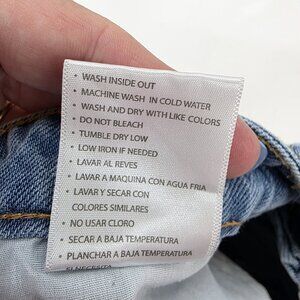 • WASH INSIDE OUT
• MACHINE WASH IN COLD WATER
• WASH AND DRY WITH LIKE COLORS
• DO NOT BLEACH
• TUMBLE DRY LOW
• LOW IRON IF NEEDED
• LAVAR AL REVES
• LAVAR A MAQUINA CON AGUA FRIA
• LAVAR Y SECAR CON
COLORES SIMILARES
• NO USAR CLORO
• SECAR A BAJA TEMPERATURA
• PLANCHAR A BAJA TEMPERATURA
SI NECESITA